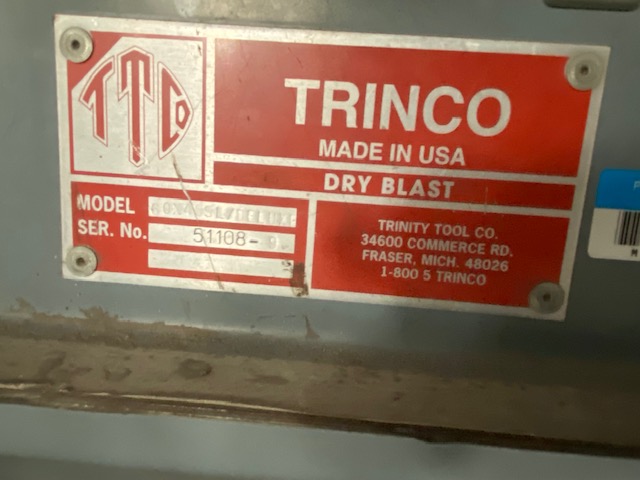 TTCo
TRINCO
MADE IN USA
DRY BLAST
MODEL
SER. No. 51108-9
TRINITY TOOL CO.
34600 COMMERCE RD.
FRASER, MICH. 48026
1-800 5 TRINCO